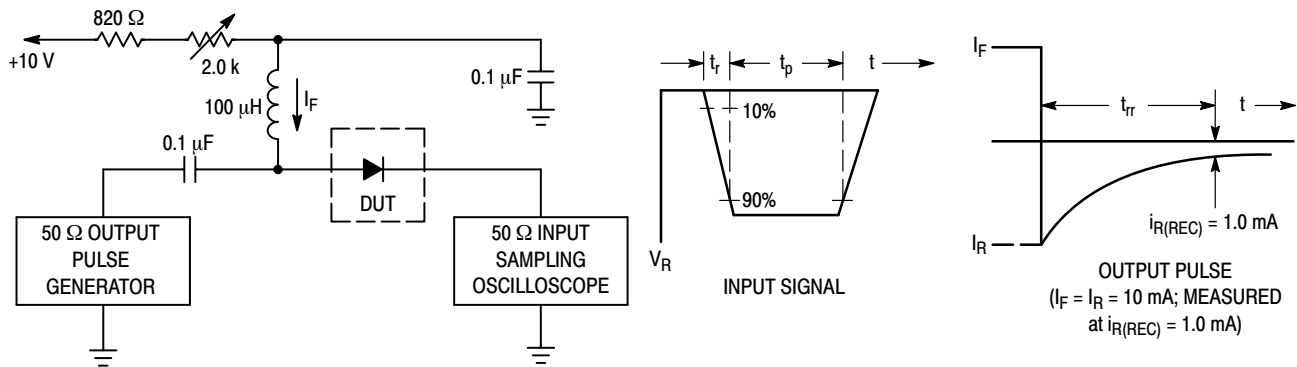 820 Ω
+10 V
2.0 k
100 μH
I_F
0.1 μF
0.1 μF
DUT
50 Ω OUTPUT
PULSE
GENERATOR
50 Ω INPUT
SAMPLING
OSCILLOSCOPE
t_r
t_p
t
10%
90%
V_R
INPUT SIGNAL
I_F
t_rr
t
I_R
i_R(REC) = 1.0 mA
OUTPUT PULSE
(I_F = I_R = 10 mA; MEASURED
at i_R(REC) = 1.0 mA)